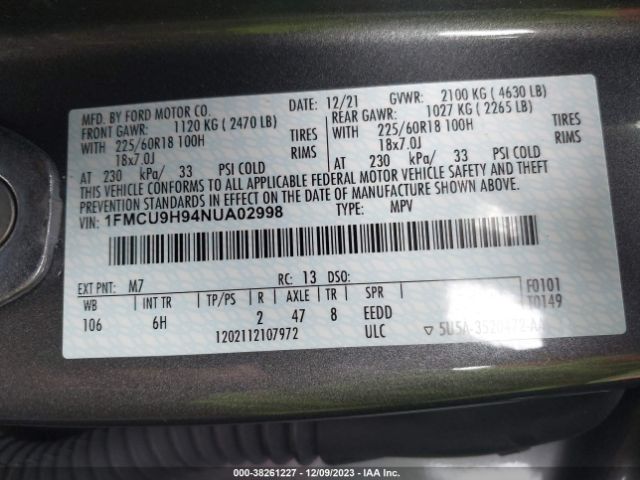 MFD. BY FORD MOTOR CO.
DATE: 12/21
GVWR: 2100 KG ( 4630 LB)
FRONT GAWR: 1120 KG ( 2470 LB)
REAR GAWR: 1027 KG ( 2265 LB)
WITH 225/60R18 100H TIRES
WITH 225/60R18 100H TIRES
18x7.0J RIMS
18x7.0J RIMS
AT 230 kPa/ 33 PSI COLD
AT 230 kPa/ 33 PSI COLD
THIS VEHICLE CONFORMS TO ALL APPLICABLE FEDERAL MOTOR VEHICLE SAFETY AND THEFT
PREVENTION STANDARDS IN EFFECT ON THE DATE OF MANUFACTURE SHOWN ABOVE.
VIN: 1FMCU9H94NUA02998 TYPE: MPV
EXT PNT: M7 RC: 13 DSO: F0101
WB INT TR TP/PS R AXLE TR SPR T0149
106 6H 2 47 8 EEDD
1202112107972 ULC ▽ 5U5A-3520472-AA
000-38261227 - 12/09/2023 - IAA Inc.